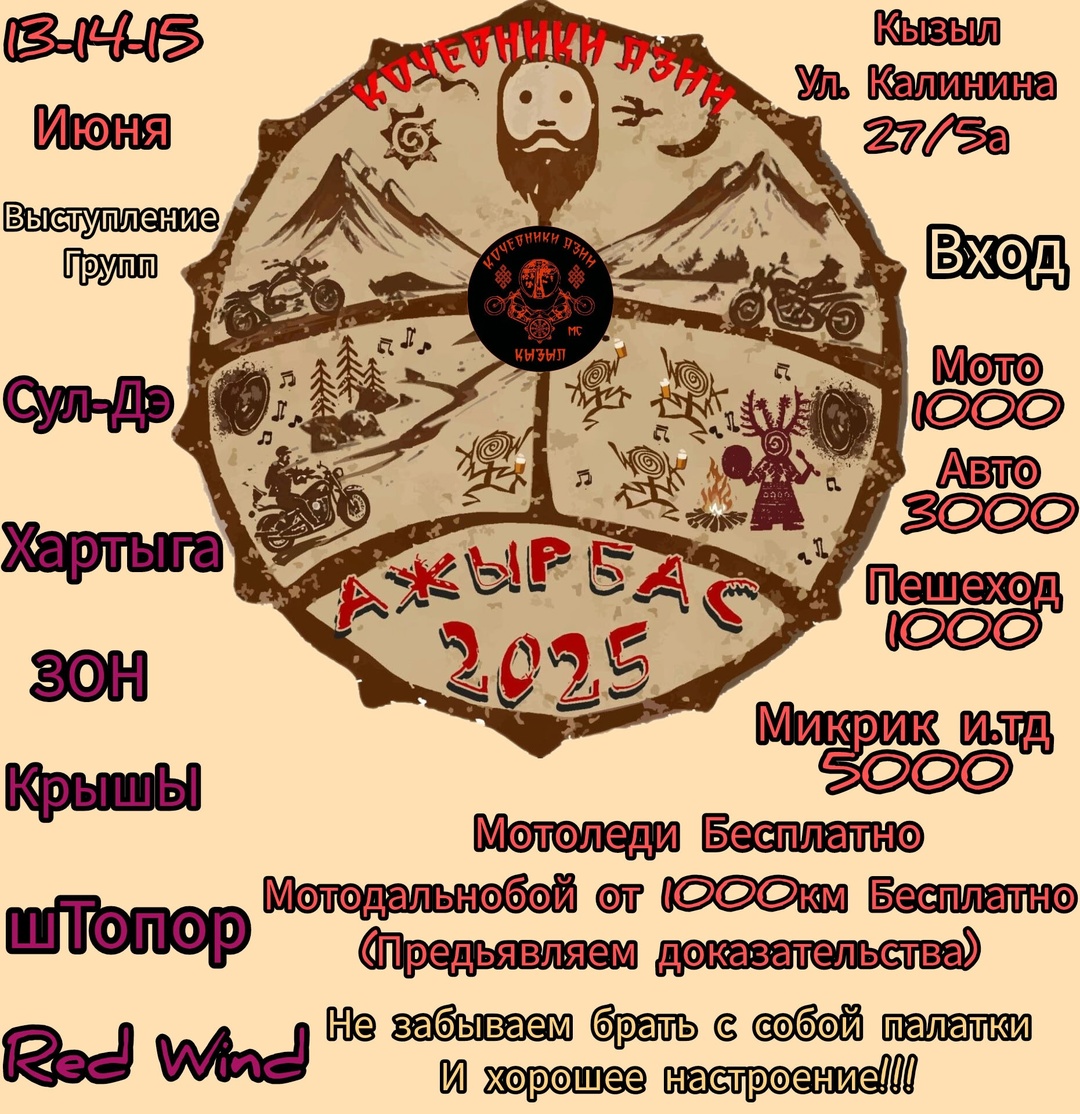 13-14-15
Июня
Выступление
Групп
Сул-Дэ
Хартыга
ЗОН
КрышЫ
шТопор
Red Wind
КОЧЕВНИКИ АЗИИ
КОЧЕВНИКИ АЗИИ
МС
КЫЗЫЛ
АЖЫРБАС
2025
Кызыл
Ул. Калинина
27/5а
Вход
Мото
1000
Авто
3000
Пешеход
1000
Микрик и.тд
5000
Мотоледи Бесплатно
Мотодальнобой от 1000км Бесплатно
(Предьявляем доказательства)
Не забываем брать с собой палатки
И хорошее настроение!!!